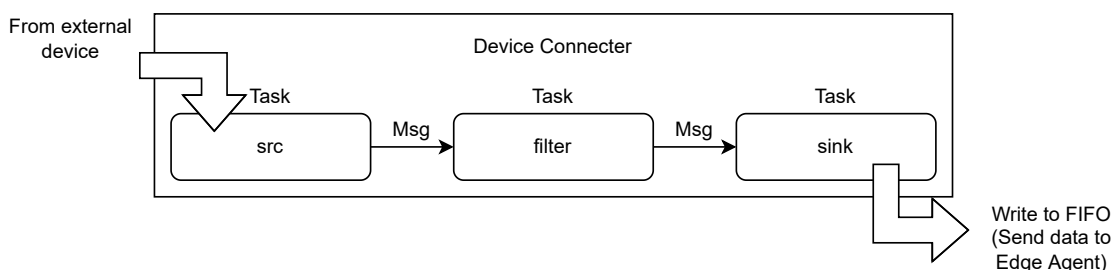 From external
device
Device Connecter
Task
Task
Task
src
Msg
filter
Msg
sink
Write to FIFO
(Send data to
Edge Agent)